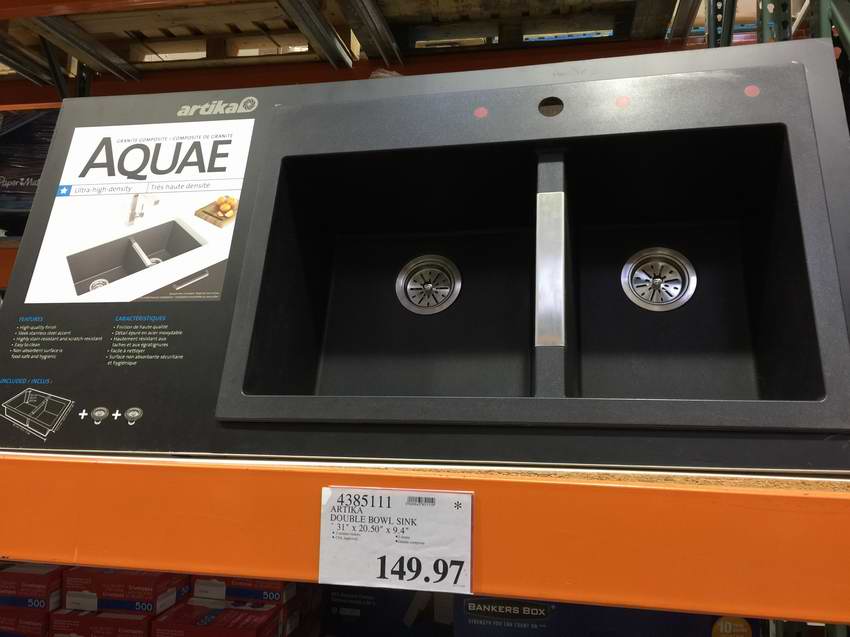 artika
GRANITE COMPOSITE • COMPOSITE DE GRANITE
AQUAE
Ultra-high-density
Très haute densité
FEATURES
• High-quality finish
• Sleek stainless steel accent
• Highly stain resistant and scratch resistant
• Easy to clean
• Non absorbent surface is
food safe and hygienic
CARACTÉRISTIQUES
• Finition de haute qualité
• Détail épuré en acier inoxydable
• Hautement résistant aux
taches et aux égratignures
• Facile à nettoyer
• Surface non absorbante sécuritaire
et hygiénique
INCLUDED / INCLUS :
+ +
4385111 *
ARTIKA
DOUBLE BOWL SINK
31" x 20.50" x 9.4"
149.97
500
500
BANKERS BOX
10